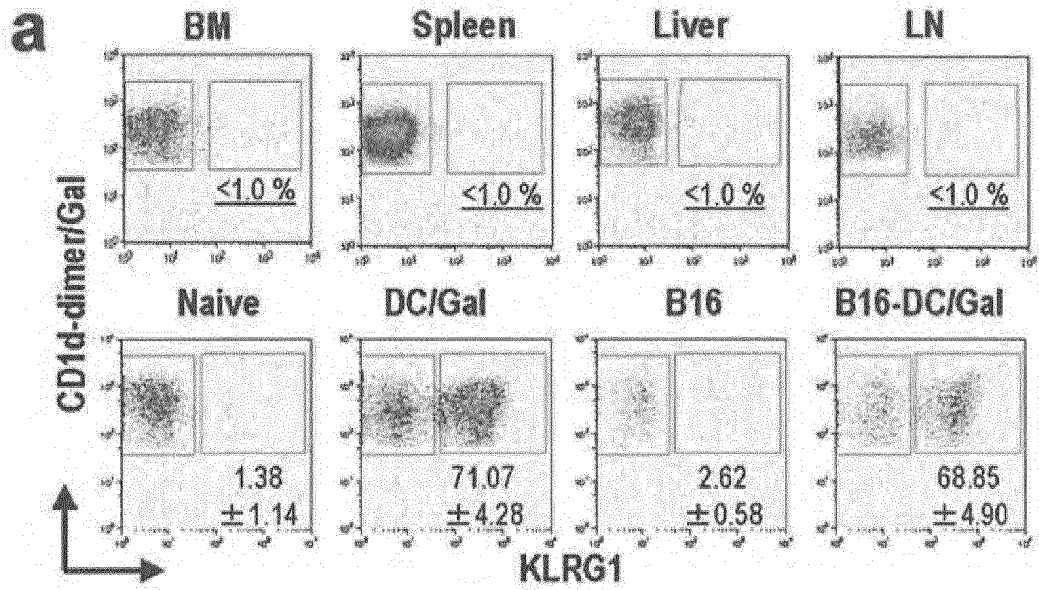 a
BM Spleen Liver LN
<1.0 % <1.0 % <1.0 % <1.0 %
Naive DC/Gal B16 B16-DC/Gal
1.38 71.07 2.62 68.85
±1.14 ±4.28 ±0.58 ±4.90
CD1d-dimer/Gal
KLRG1